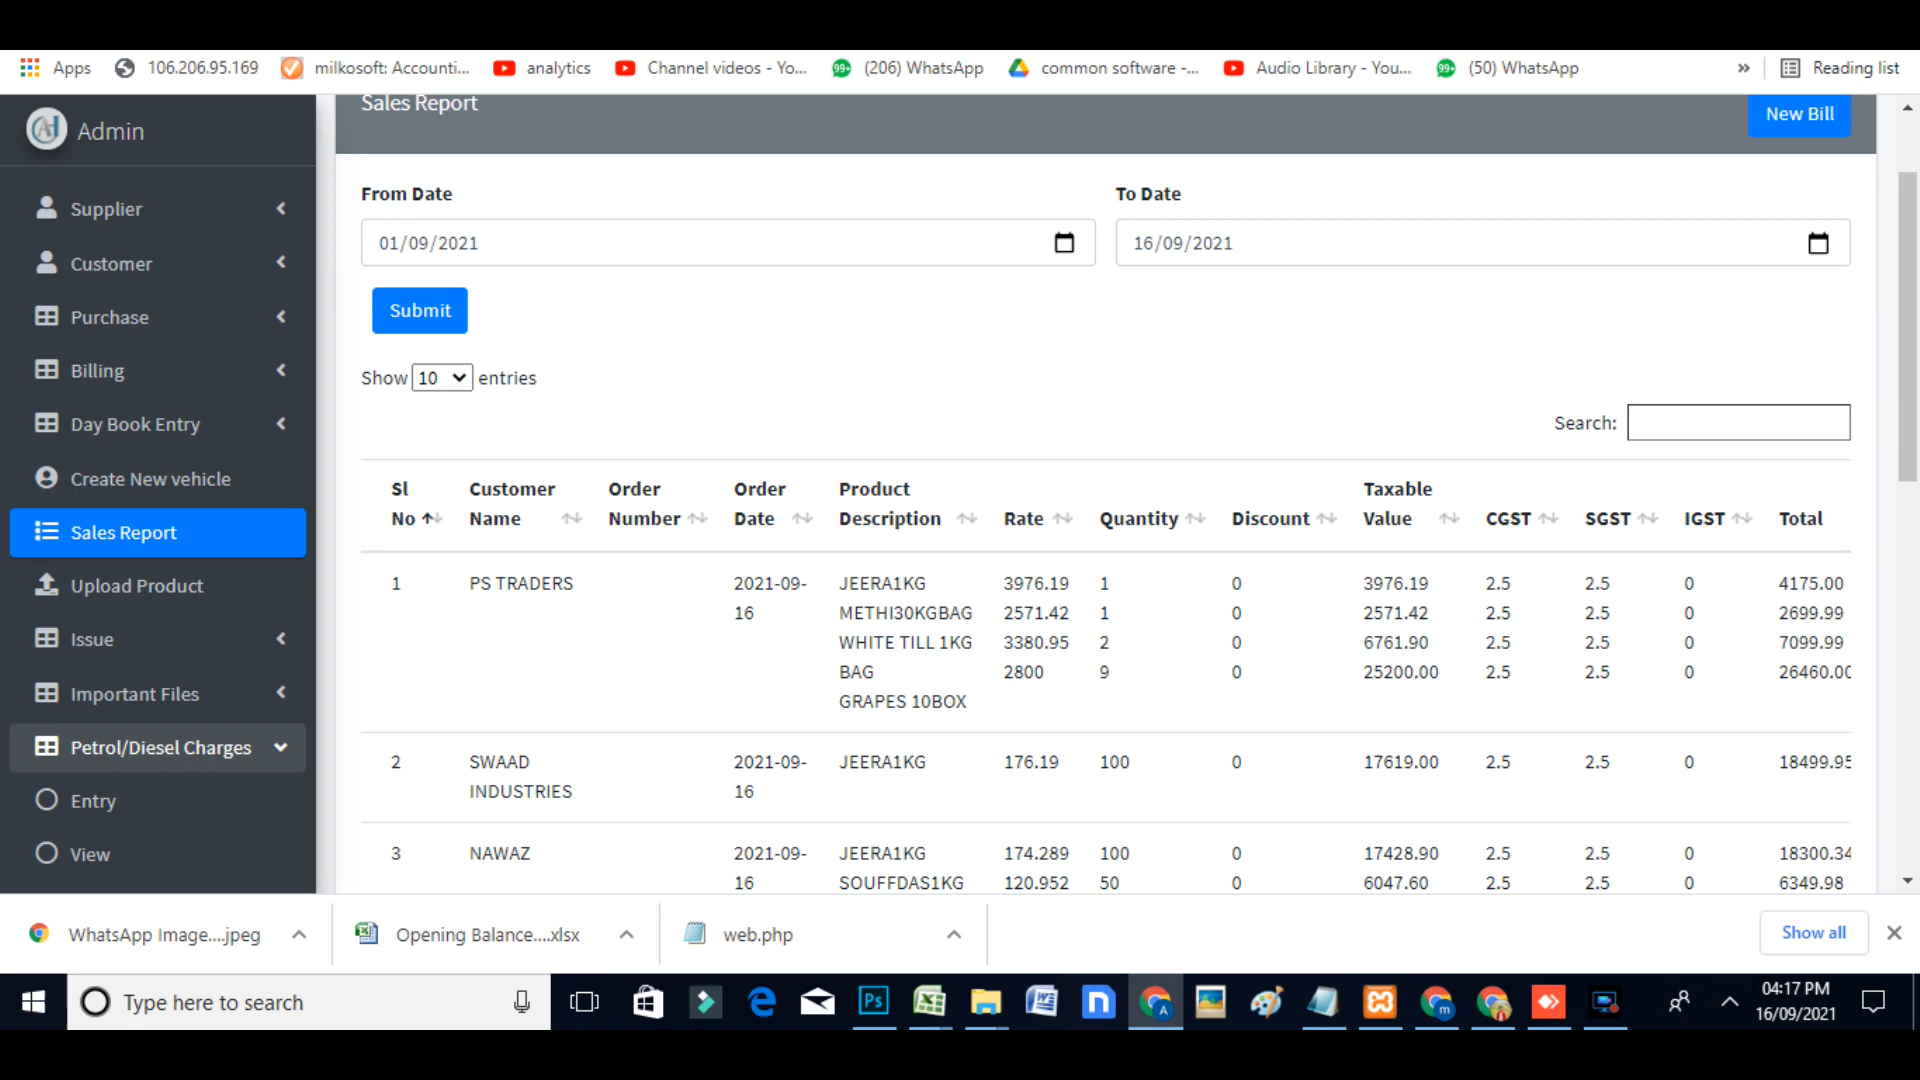 Apps 106.206.95.169 milkosoft: Accounti... analytics Channel videos - Yo... (206) WhatsApp common software -... Audio Library - You... (50) WhatsApp » Reading list
Admin
Supplier
Customer
Purchase
Billing
Day Book Entry
Create New vehicle
Sales Report
Upload Product
Issue
Important Files
Petrol/Diesel Charges
Entry
View
Sales Report
New Bill
From Date To Date
01/09/2021 16/09/2021
Submit
Show 10 entries
Search:
Sl Customer Order Order Product Taxable
No Name Number Date Description Rate Quantity Discount Value CGST SGST IGST Total
1 PS TRADERS 2021-09- JEERA1KG 3976.19 1 0 3976.19 2.5 2.5 0 4175.00
16 METHI30KGBAG 2571.42 1 0 2571.42 2.5 2.5 0 2699.99
WHITE TILL 1KG 3380.95 2 0 6761.90 2.5 2.5 0 7099.99
BAG 2800 9 0 25200.00 2.5 2.5 0 26460.00
GRAPES 10BOX
2 SWAAD 2021-09- JEERA1KG 176.19 100 0 17619.00 2.5 2.5 0 18499.95
INDUSTRIES 16
3 NAWAZ 2021-09- JEERA1KG 174.289 100 0 17428.90 2.5 2.5 0 18300.34
16 SOUFFDAS1KG 120.952 50 0 6047.60 2.5 2.5 0 6349.98
WhatsApp Image....jpeg Opening Balance....xlsx web.php Show all
Type here to search
04:17 PM
16/09/2021